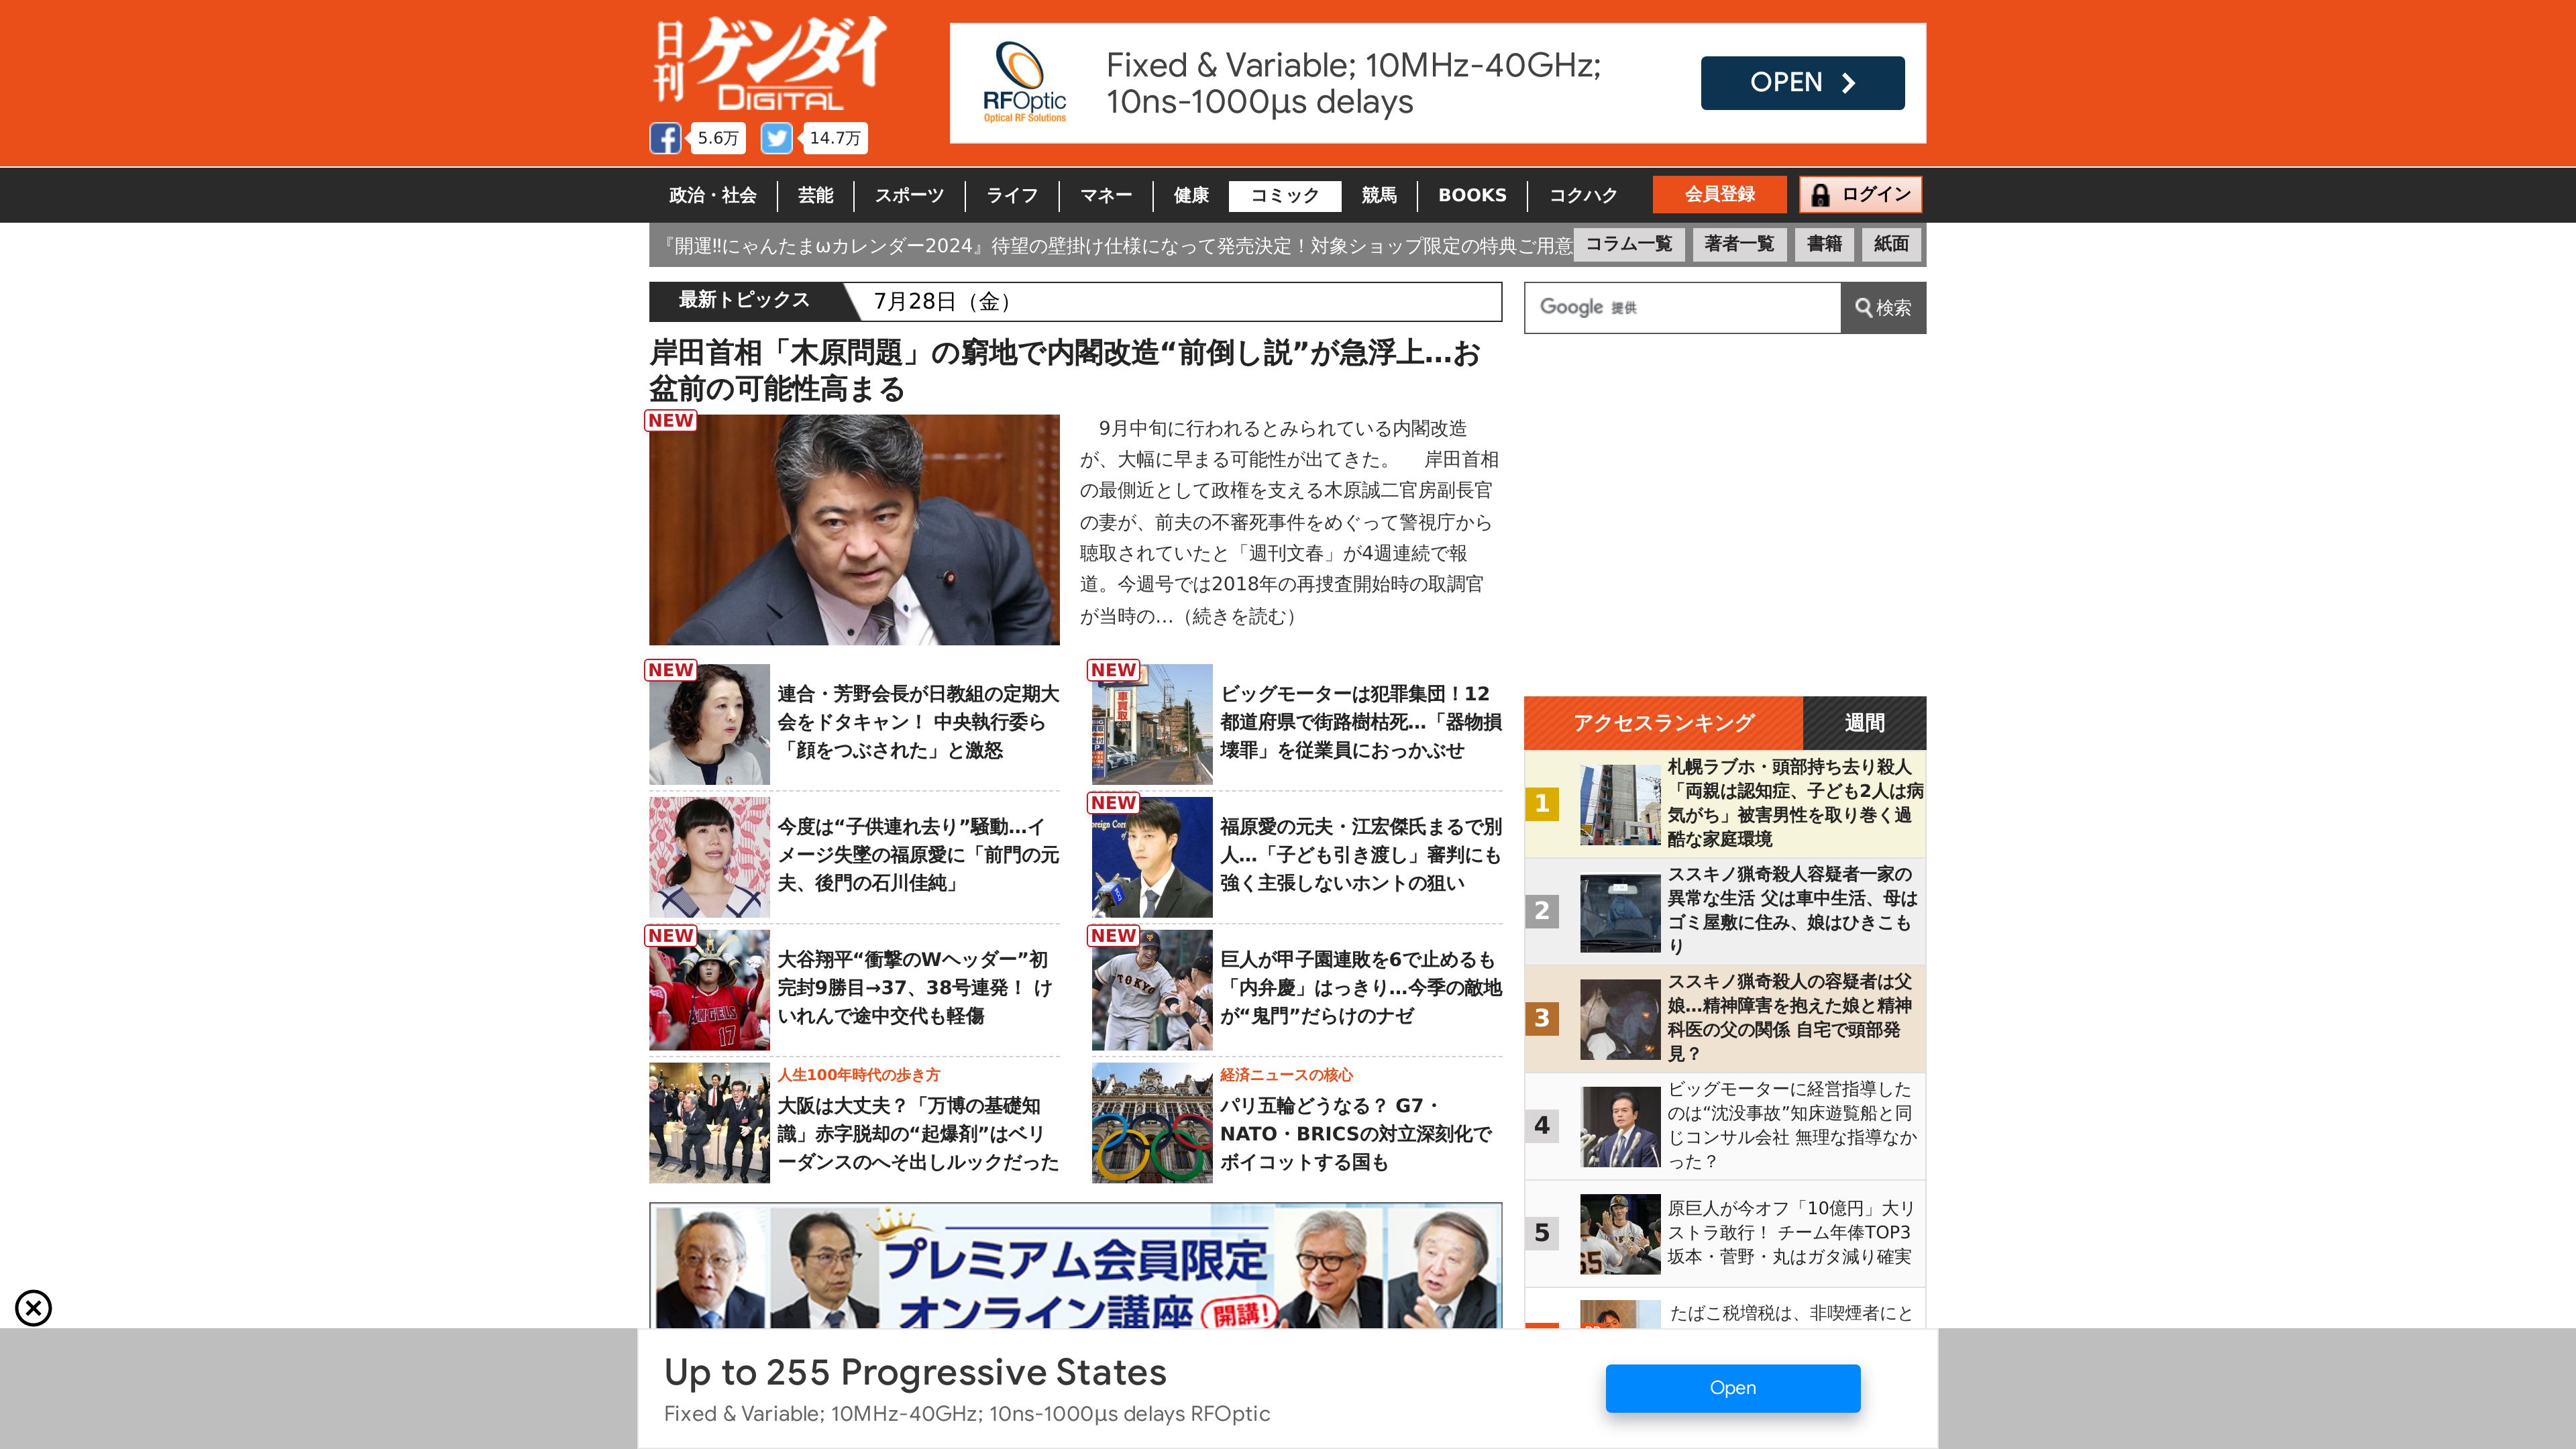 日刊ゲンダイ
DIGITAL
5.6万
14.7万
RFOptic
Optical RF Solutions
Fixed & Variable; 10MHz-40GHz;
10ns-1000μs delays
OPEN
政治・社会
芸能
スポーツ
ライフ
マネー
健康
コミック
競馬
BOOKS
コクハク
会員登録
ログイン
『開運!!にゃんたまωカレンダー2024』待望の壁掛け仕様になって発売決定！対象ショップ限定の特典ご用意
コラム一覧
著者一覧
書籍
紙面
最新トピックス
7月28日（金）
Google 提供
検索
岸田首相「木原問題」の窮地で内閣改造“前倒し説”が急浮上…お
盆前の可能性高まる
NEW
9月中旬に行われるとみられている内閣改造
が、大幅に早まる可能性が出てきた。　岸田首相
の最側近として政権を支える木原誠二官房副長官
の妻が、前夫の不審死事件をめぐって警視庁から
聴取されていたと「週刊文春」が4週連続で報
道。今週号では2018年の再捜査開始時の取調官
が当時の…（続きを読む）
NEW
連合・芳野会長が日教組の定期大
会をドタキャン！ 中央執行委ら
「顔をつぶされた」と激怒
NEW
車買取
ビッグモーターは犯罪集団！12
都道府県で街路樹枯死…「器物損
壊罪」を従業員におっかぶせ
今度は“子供連れ去り”騒動…イ
メージ失墜の福原愛に「前門の元
夫、後門の石川佳純」
NEW
福原愛の元夫・江宏傑氏まるで別
人…「子ども引き渡し」審判にも
強く主張しないホントの狙い
NEW
ANGELS
17
大谷翔平“衝撃のWヘッダー”初
完封9勝目→37、38号連発！ け
いれんで途中交代も軽傷
NEW
TOKYO
巨人が甲子園連敗を6で止めるも
「内弁慶」はっきり…今季の敵地
が“鬼門”だらけのナゼ
人生100年時代の歩き方
大阪は大丈夫？「万博の基礎知
識」赤字脱却の“起爆剤”はベリ
ーダンスのへそ出しルックだった
経済ニュースの核心
パリ五輪どうなる？ G7・
NATO・BRICSの対立深刻化で
ボイコットする国も
プレミアム会員限定
オンライン講座 開講!
アクセスランキング
週間
1
札幌ラブホ・頭部持ち去り殺人
「両親は認知症、子ども2人は病
気がち」被害男性を取り巻く過
酷な家庭環境
2
ススキノ猟奇殺人容疑者一家の
異常な生活 父は車中生活、母は
ゴミ屋敷に住み、娘はひきこも
り
3
ススキノ猟奇殺人の容疑者は父
娘…精神障害を抱えた娘と精神
科医の父の関係 自宅で頭部発
見？
4
ビッグモーターに経営指導した
のは“沈没事故”知床遊覧船と同
じコンサル会社 無理な指導なか
った？
5
原巨人が今オフ「10億円」大リ
ストラ敢行！ チーム年俸TOP3
坂本・菅野・丸はガタ減り確実
たばこ税増税は、非喫煙者にと
Up to 255 Progressive States
Fixed & Variable; 10MHz-40GHz; 10ns-1000μs delays RFOptic
Open